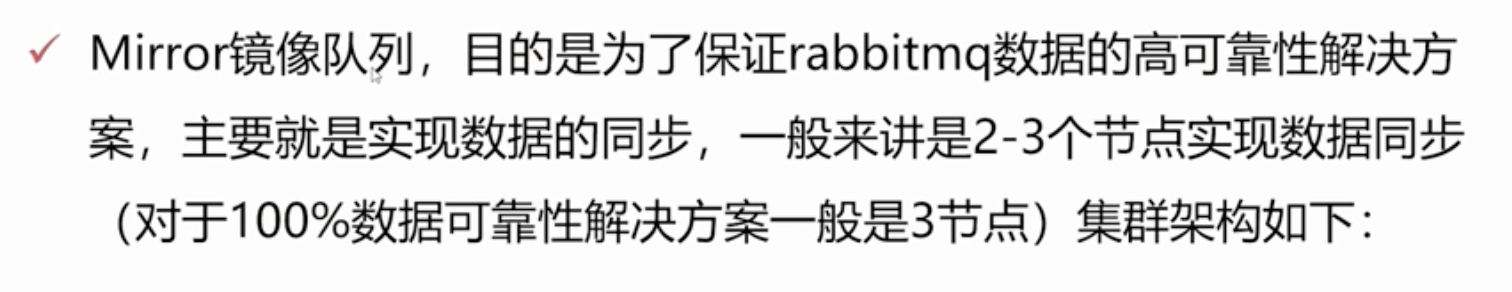 ✓ Mirror镜像队列，目的是为了保证rabbitmq数据的高可靠性解决方
案，主要就是实现数据的同步，一般来讲是2-3个节点实现数据同步
（对于100%数据可靠性解决方案一般是3节点）集群架构如下：